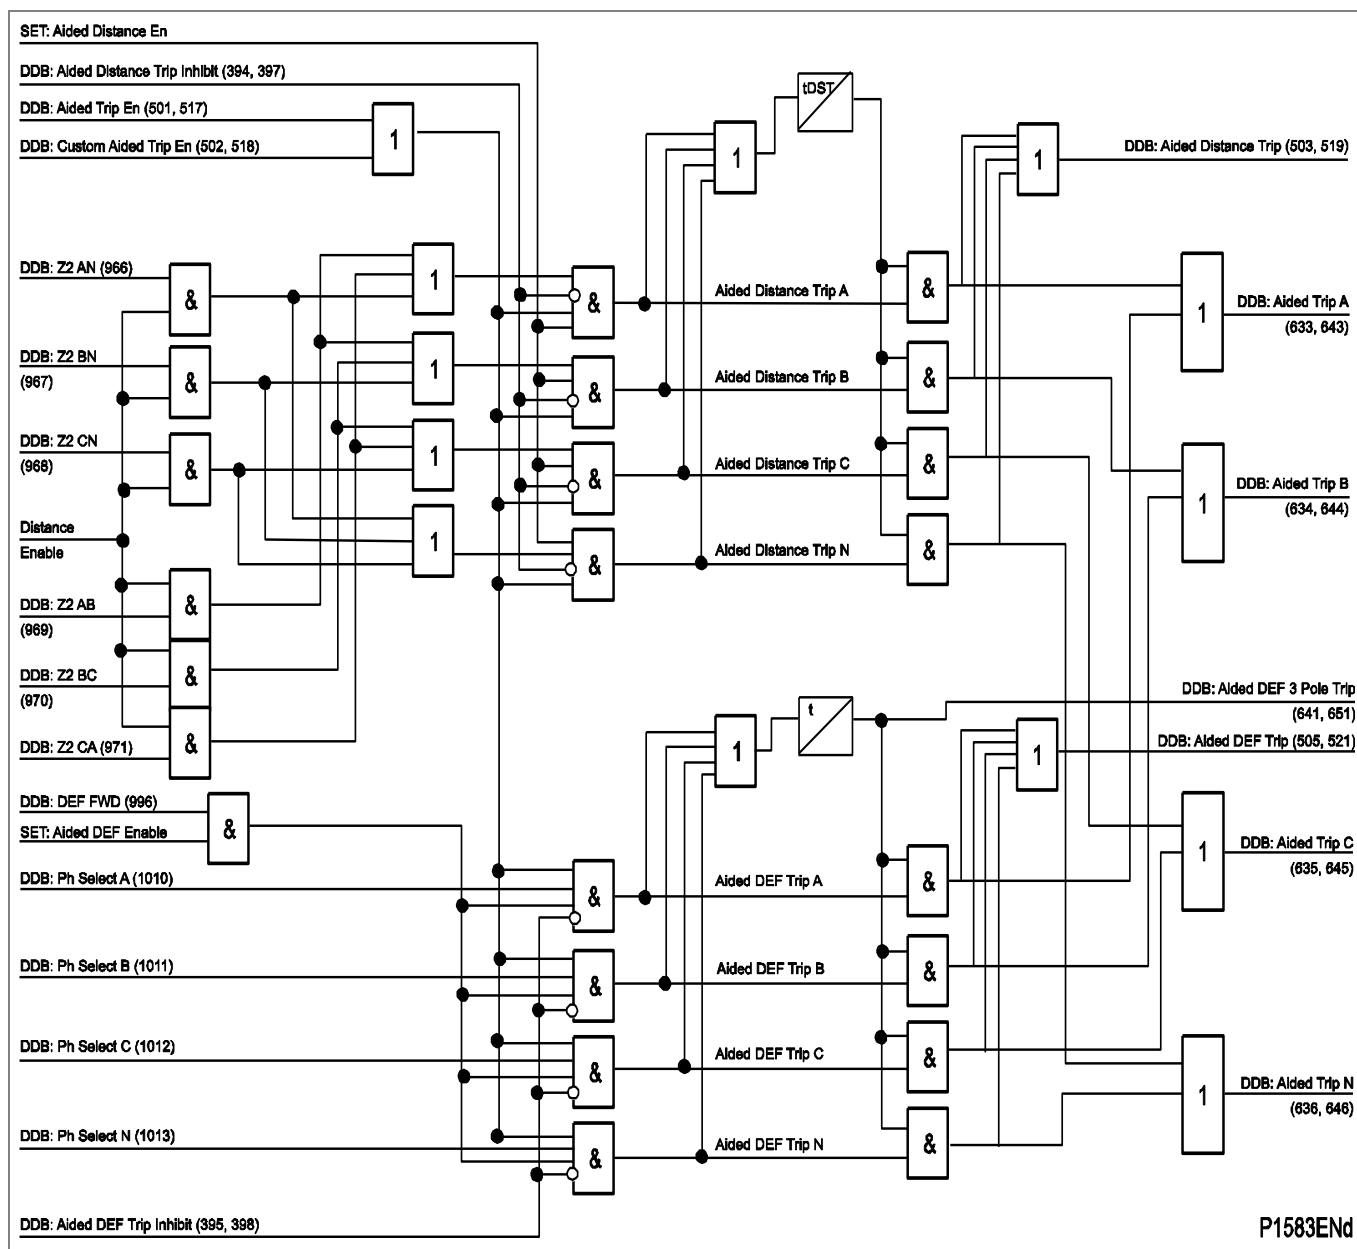 SET: Aided Distance En
DDB: Aided Distance Trip Inhibit (394, 397)
DDB: Aided Trip En (501, 517)
DDB: Custom Aided Trip En (502, 518)
1
tDST
1
1
DDB: Aided Distance Trip (503, 519)
DDB: Z2 AN (966)
&
1
&
Aided Distance Trip A
&
1
DDB: Aided Trip A
(633, 643)
DDB: Z2 BN
(967)
&
1
&
Aided Distance Trip B
&
DDB: Z2 CN
(968)
&
1
&
Aided Distance Trip C
&
1
DDB: Aided Trip B
(634, 644)
Distance
Enable
1
&
Aided Distance Trip N
&
DDB: Z2 AB
(969)
&
DDB: Z2 BC
(970)
&
DDB: Z2 CA (971)
&
t
1
1
DDB: Aided DEF 3 Pole Trip
(641, 651)
DDB: Aided DEF Trip (505, 521)
DDB: DEF FWD (996)
SET: Aided DEF Enable
&
DDB: Ph Select A (1010)
&
Aided DEF Trip A
&
1
DDB: Aided Trip C
(635, 645)
DDB: Ph Select B (1011)
&
Aided DEF Trip B
&
DDB: Ph Select C (1012)
&
Aided DEF Trip C
&
1
DDB: Aided Trip N
(636, 646)
DDB: Ph Select N (1013)
&
Aided DEF Trip N
&
DDB: Aided DEF Trip Inhibit (395, 398)
P1583ENd